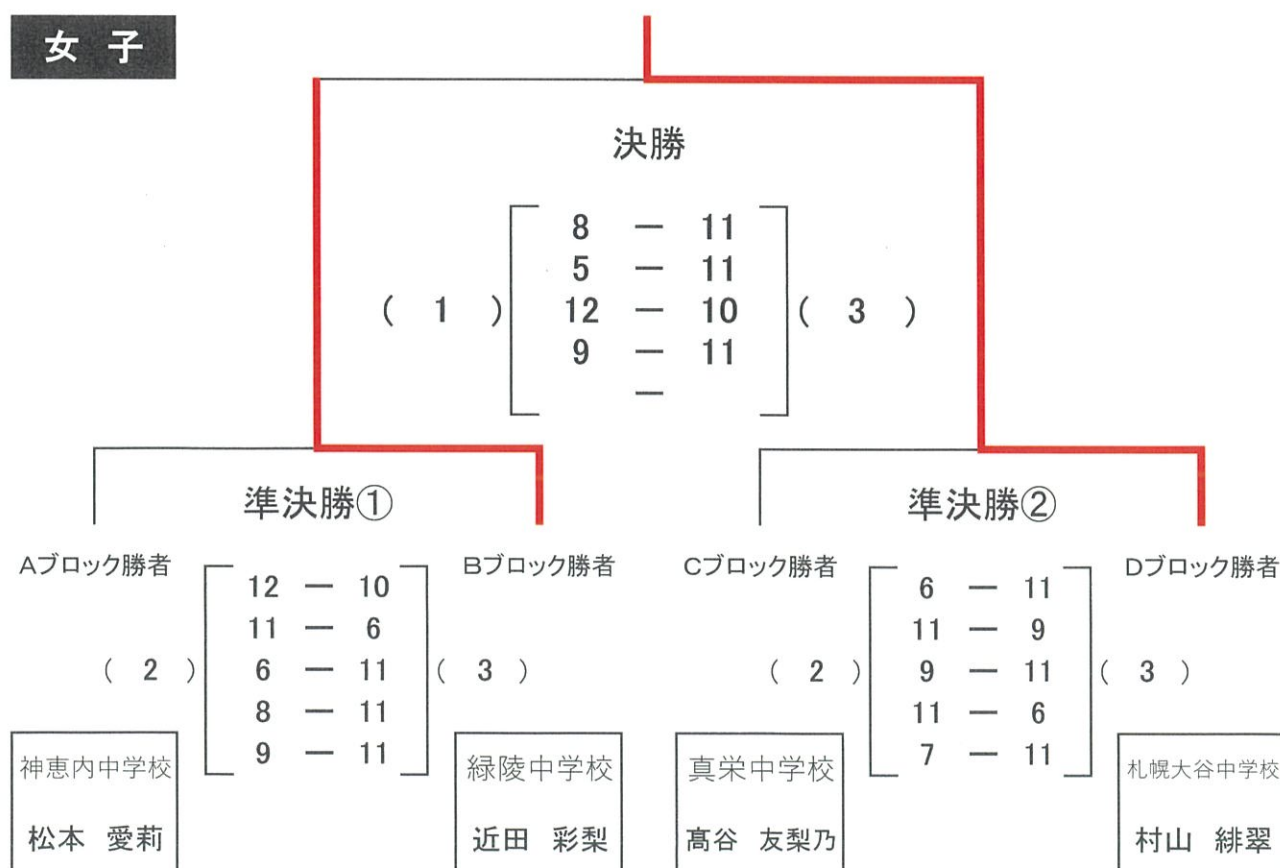 女 子
決勝
8 ― 11
5 ― 11
( 1 ) 12 ― 10 ( 3 )
9 ― 11
―
準決勝① 準決勝②
Aブロック勝者 Bブロック勝者 Cブロック勝者 Dブロック勝者
12 ― 10 6 ― 11
11 ― 6 11 ― 9
( 2 ) 6 ― 11 ( 3 ) ( 2 ) 9 ― 11 ( 3 )
8 ― 11 11 ― 6
9 ― 11 7 ― 11
神恵内中学校 緑陵中学校 真栄中学校 札幌大谷中学校
松本 愛莉 近田 彩梨 髙谷 友梨乃 村山 緋翠